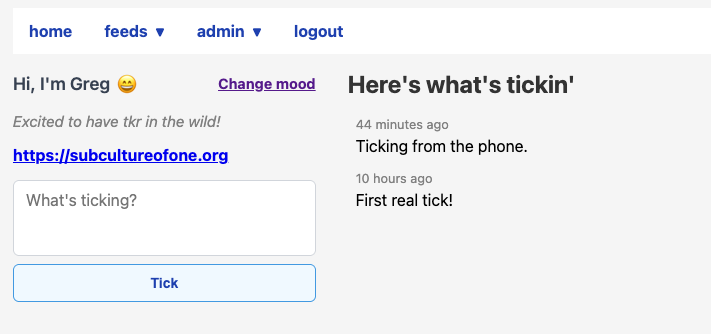 home feeds ▼ admin ▼ logout
Hi, I'm Greg 😄 Change mood
Excited to have tkr in the wild!
https://subcultureofone.org
What's ticking?
Tick
Here's what's tickin'
44 minutes ago
Ticking from the phone.
10 hours ago
First real tick!